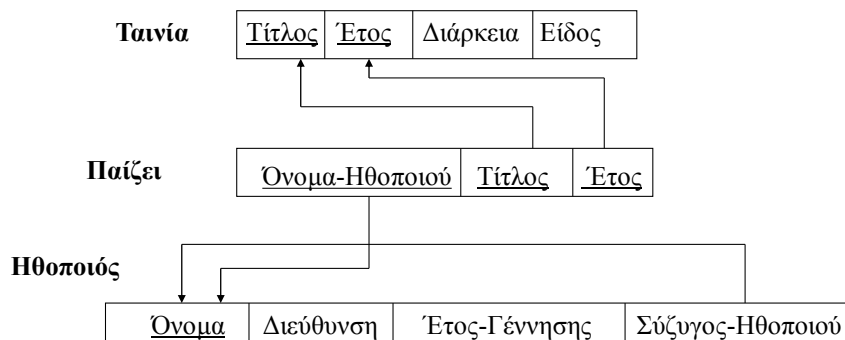 Ταινία Τίτλος Έτος Διάρκεια Είδος
Παίζει Όνομα-Ηθοποιού Τίτλος Έτος
Ηθοποιός
Όνομα Διεύθυνση Έτος-Γέννησης Σύζυγος-Ηθοποιού